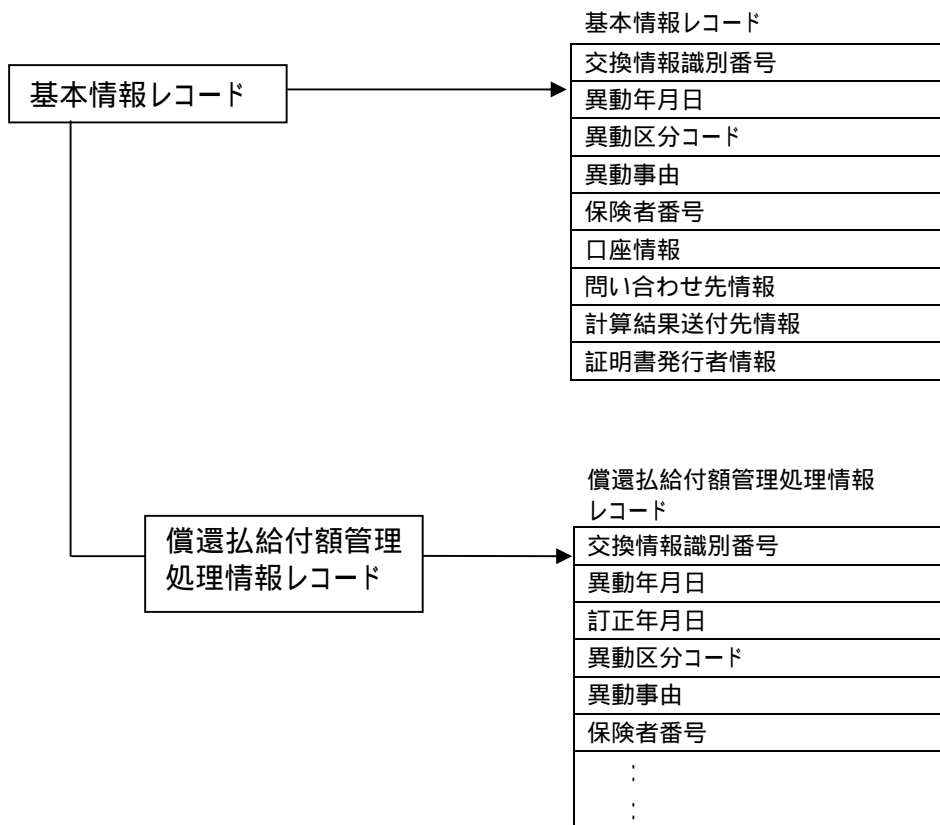 基本情報レコード
基本情報レコード
交換情報識別番号
異動年月日
異動区分コード
異動事由
保険者番号
口座情報
問い合わせ先情報
計算結果送付先情報
証明書発行者情報
償還払給付額管理
処理情報レコード
償還払給付額管理処理情報
レコード
交換情報識別番号
異動年月日
訂正年月日
異動区分コード
異動事由
保険者番号
:
: